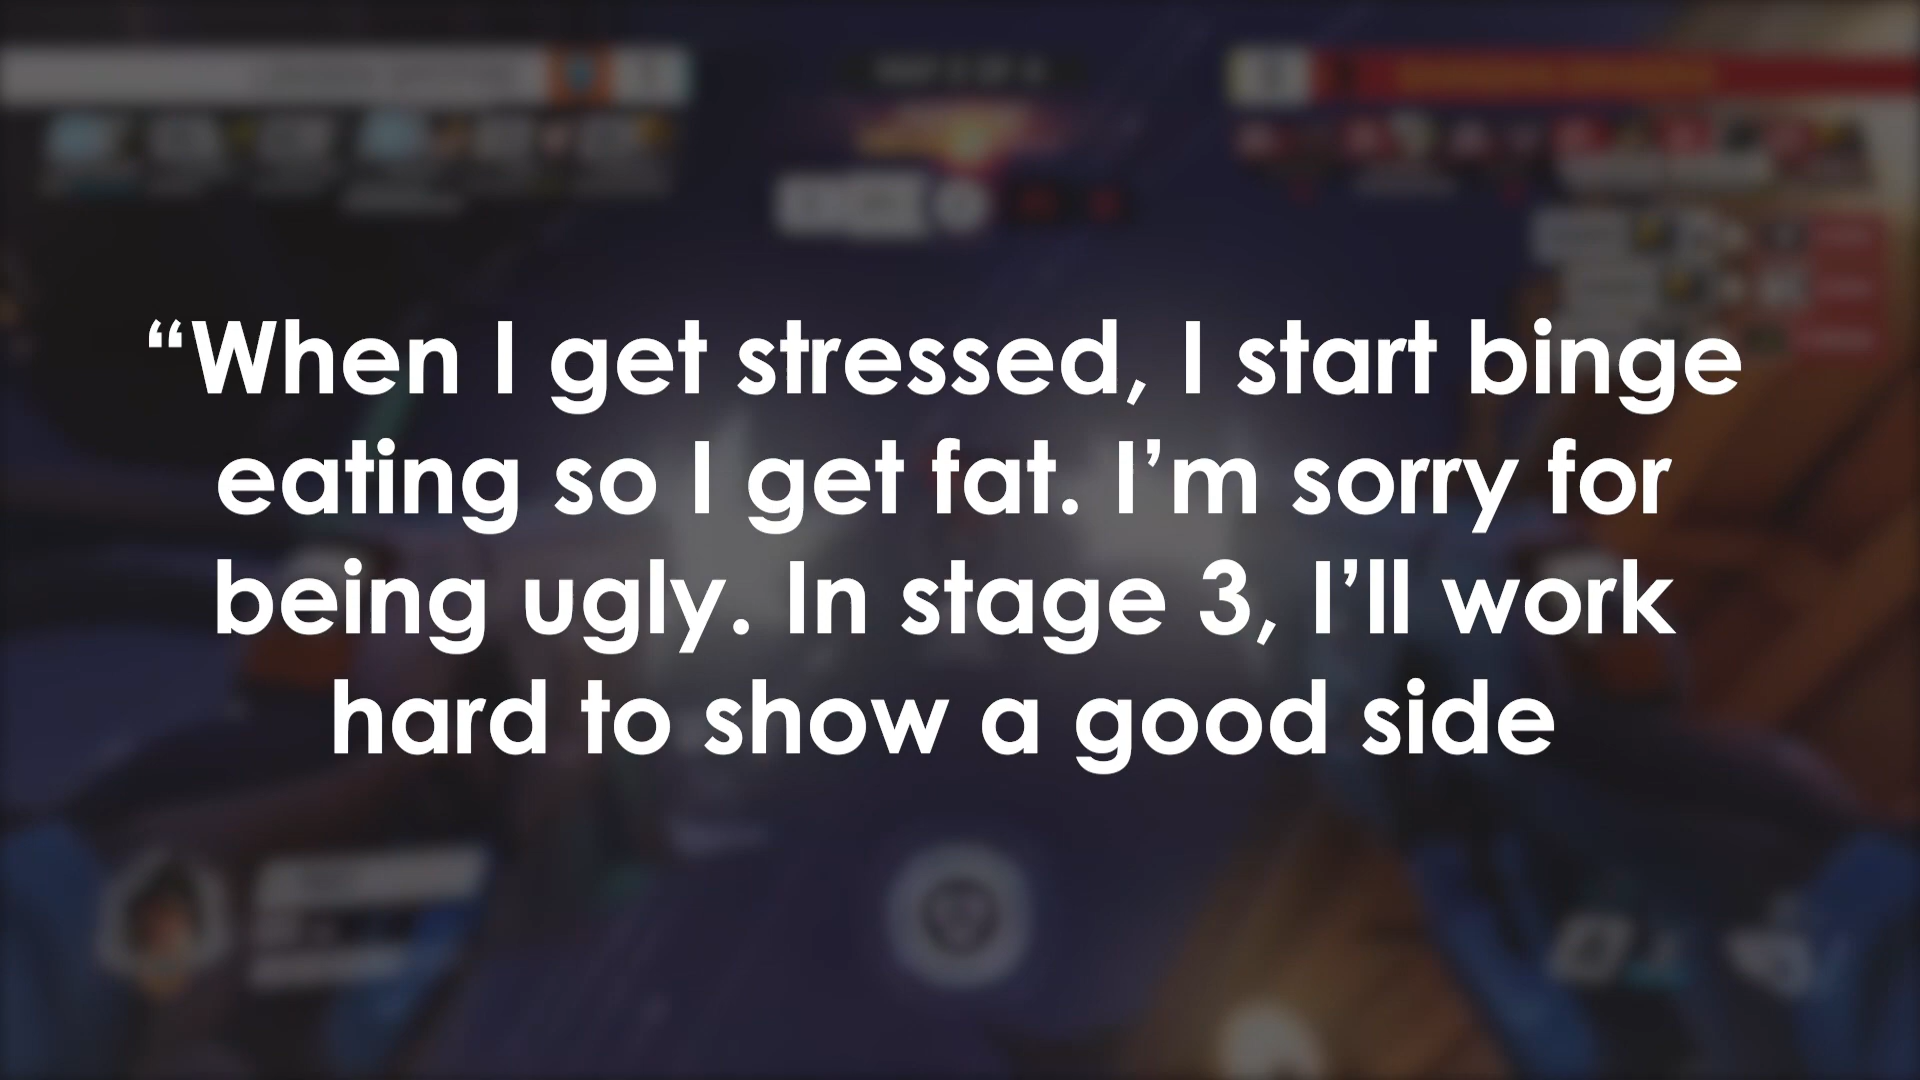 “When I get stressed, I start binge
eating so I get fat. I’m sorry for
being ugly. In stage 3, I’ll work
hard to show a good side